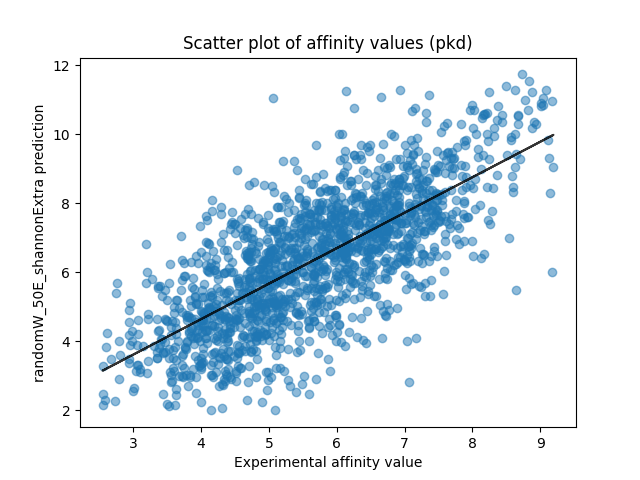 Scatter plot of affinity values (pkd)
randomW_50E_shannonExtra prediction
12
10
8
6
4
2
3 4 5 6 7 8 9
Experimental affinity value